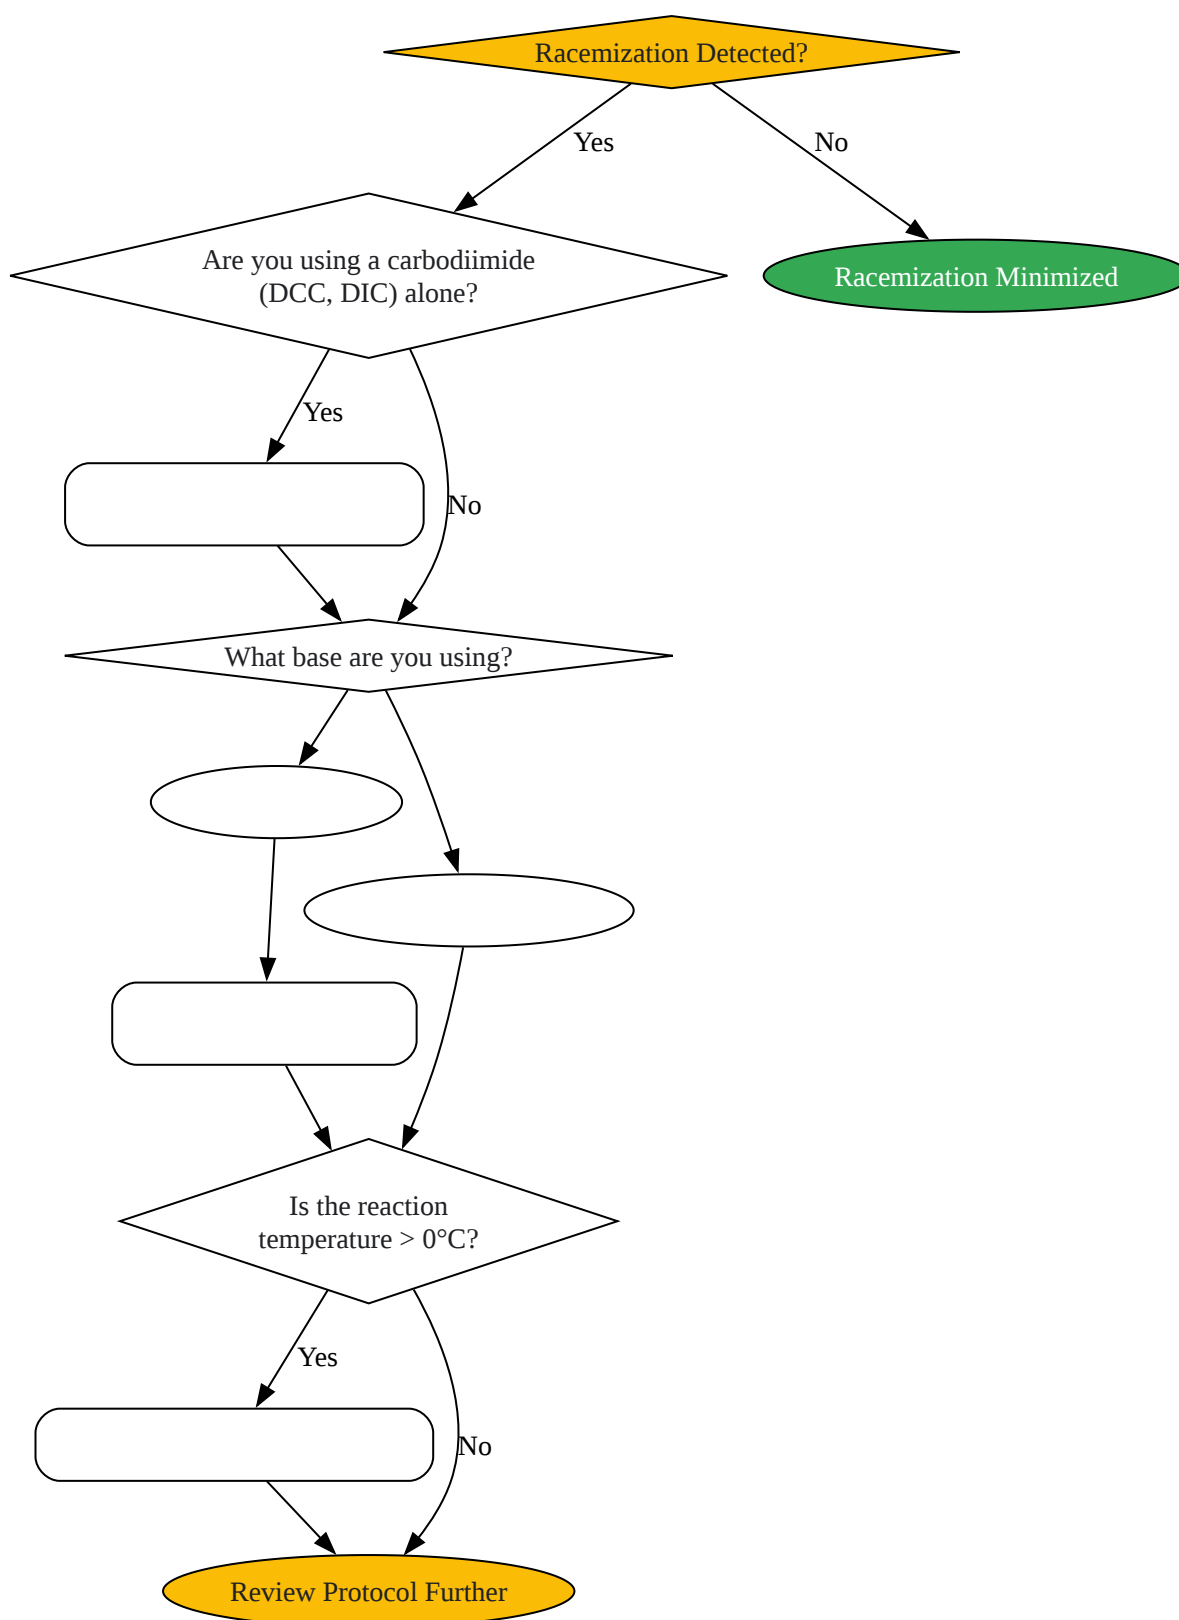 Racemization Detected?
Yes
No
Are you using a carbodiimide
(DCC, DIC) alone?
Racemization Minimized
Yes
No
What base are you using?
Is the reaction
temperature > 0°C?
Yes
No
Review Protocol Further